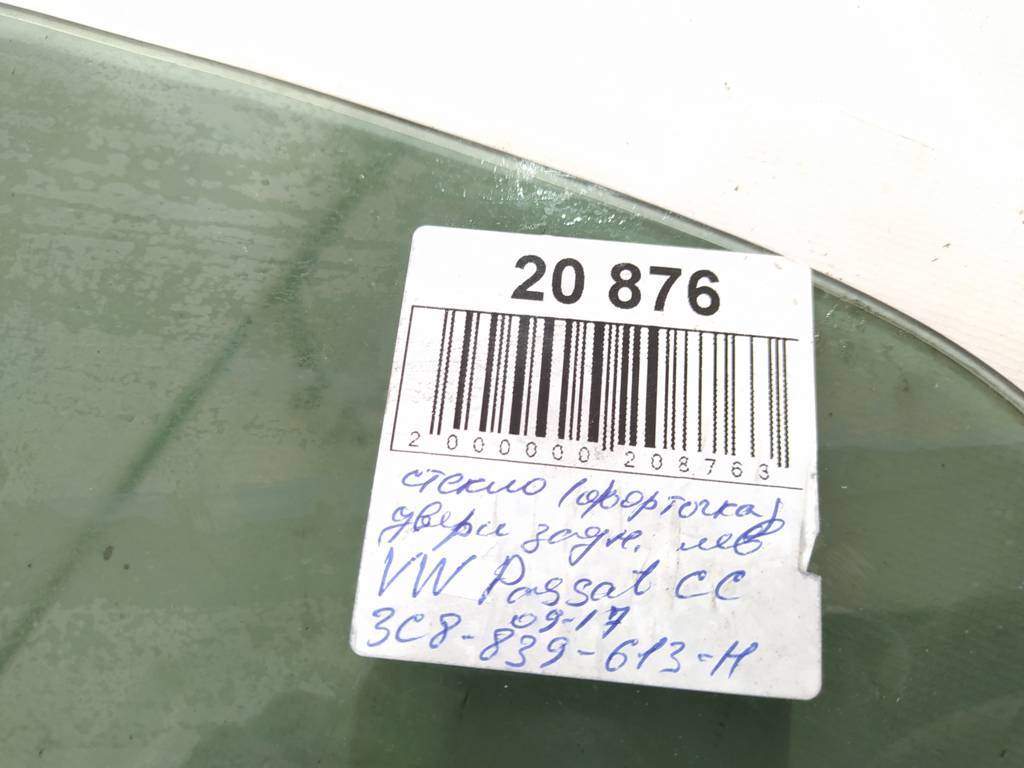 20 876
2 000000 208763
стекло (форточка)
двери задн. лев
VW Passat CC
09-17
3C8-839-613-H